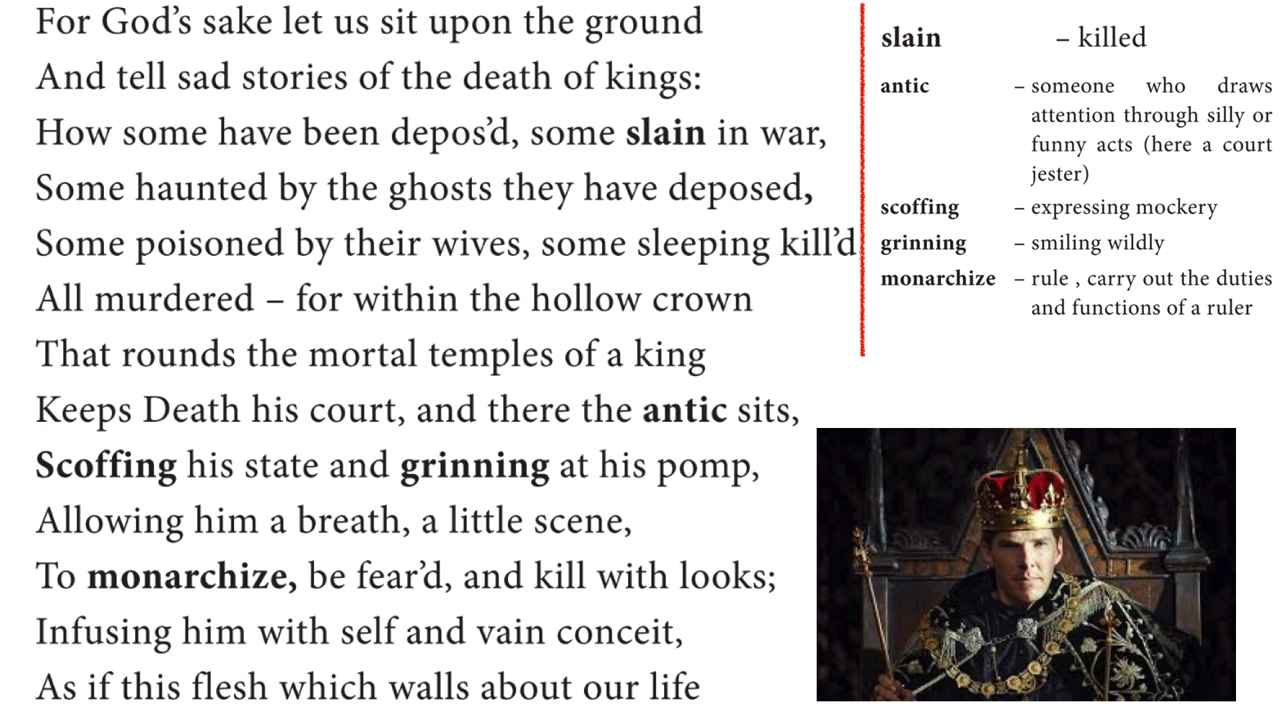 For God’s sake let us sit upon the ground
And tell sad stories of the death of kings:
How some have been depos’d, some slain in war,
Some haunted by the ghosts they have deposed,
Some poisoned by their wives, some sleeping kill’d
All murdered – for within the hollow crown
That rounds the mortal temples of a king
Keeps Death his court, and there the antic sits,
Scoffing his state and grinning at his pomp,
Allowing him a breath, a little scene,
To monarchize, be fear’d, and kill with looks;
Infusing him with self and vain conceit,
As if this flesh which walls about our life
slain – killed
antic – someone who draws
attention through silly or
funny acts (here a court
jester)
scoffing – expressing mockery
grinning – smiling wildly
monarchize – rule , carry out the duties
and functions of a ruler